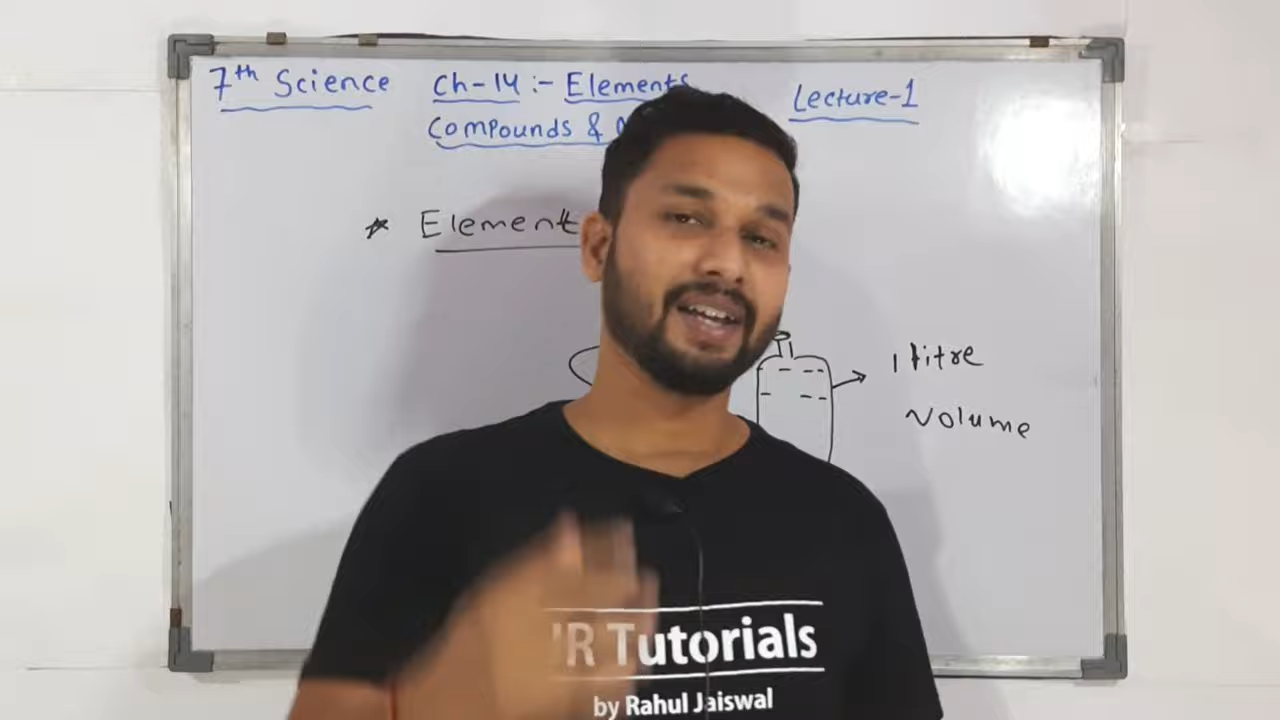 7th Science Ch-14 :- Elements Lecture-1
Compounds &
* Element
1 litre
Volume
R Tutorials
by Rahul Jaiswal